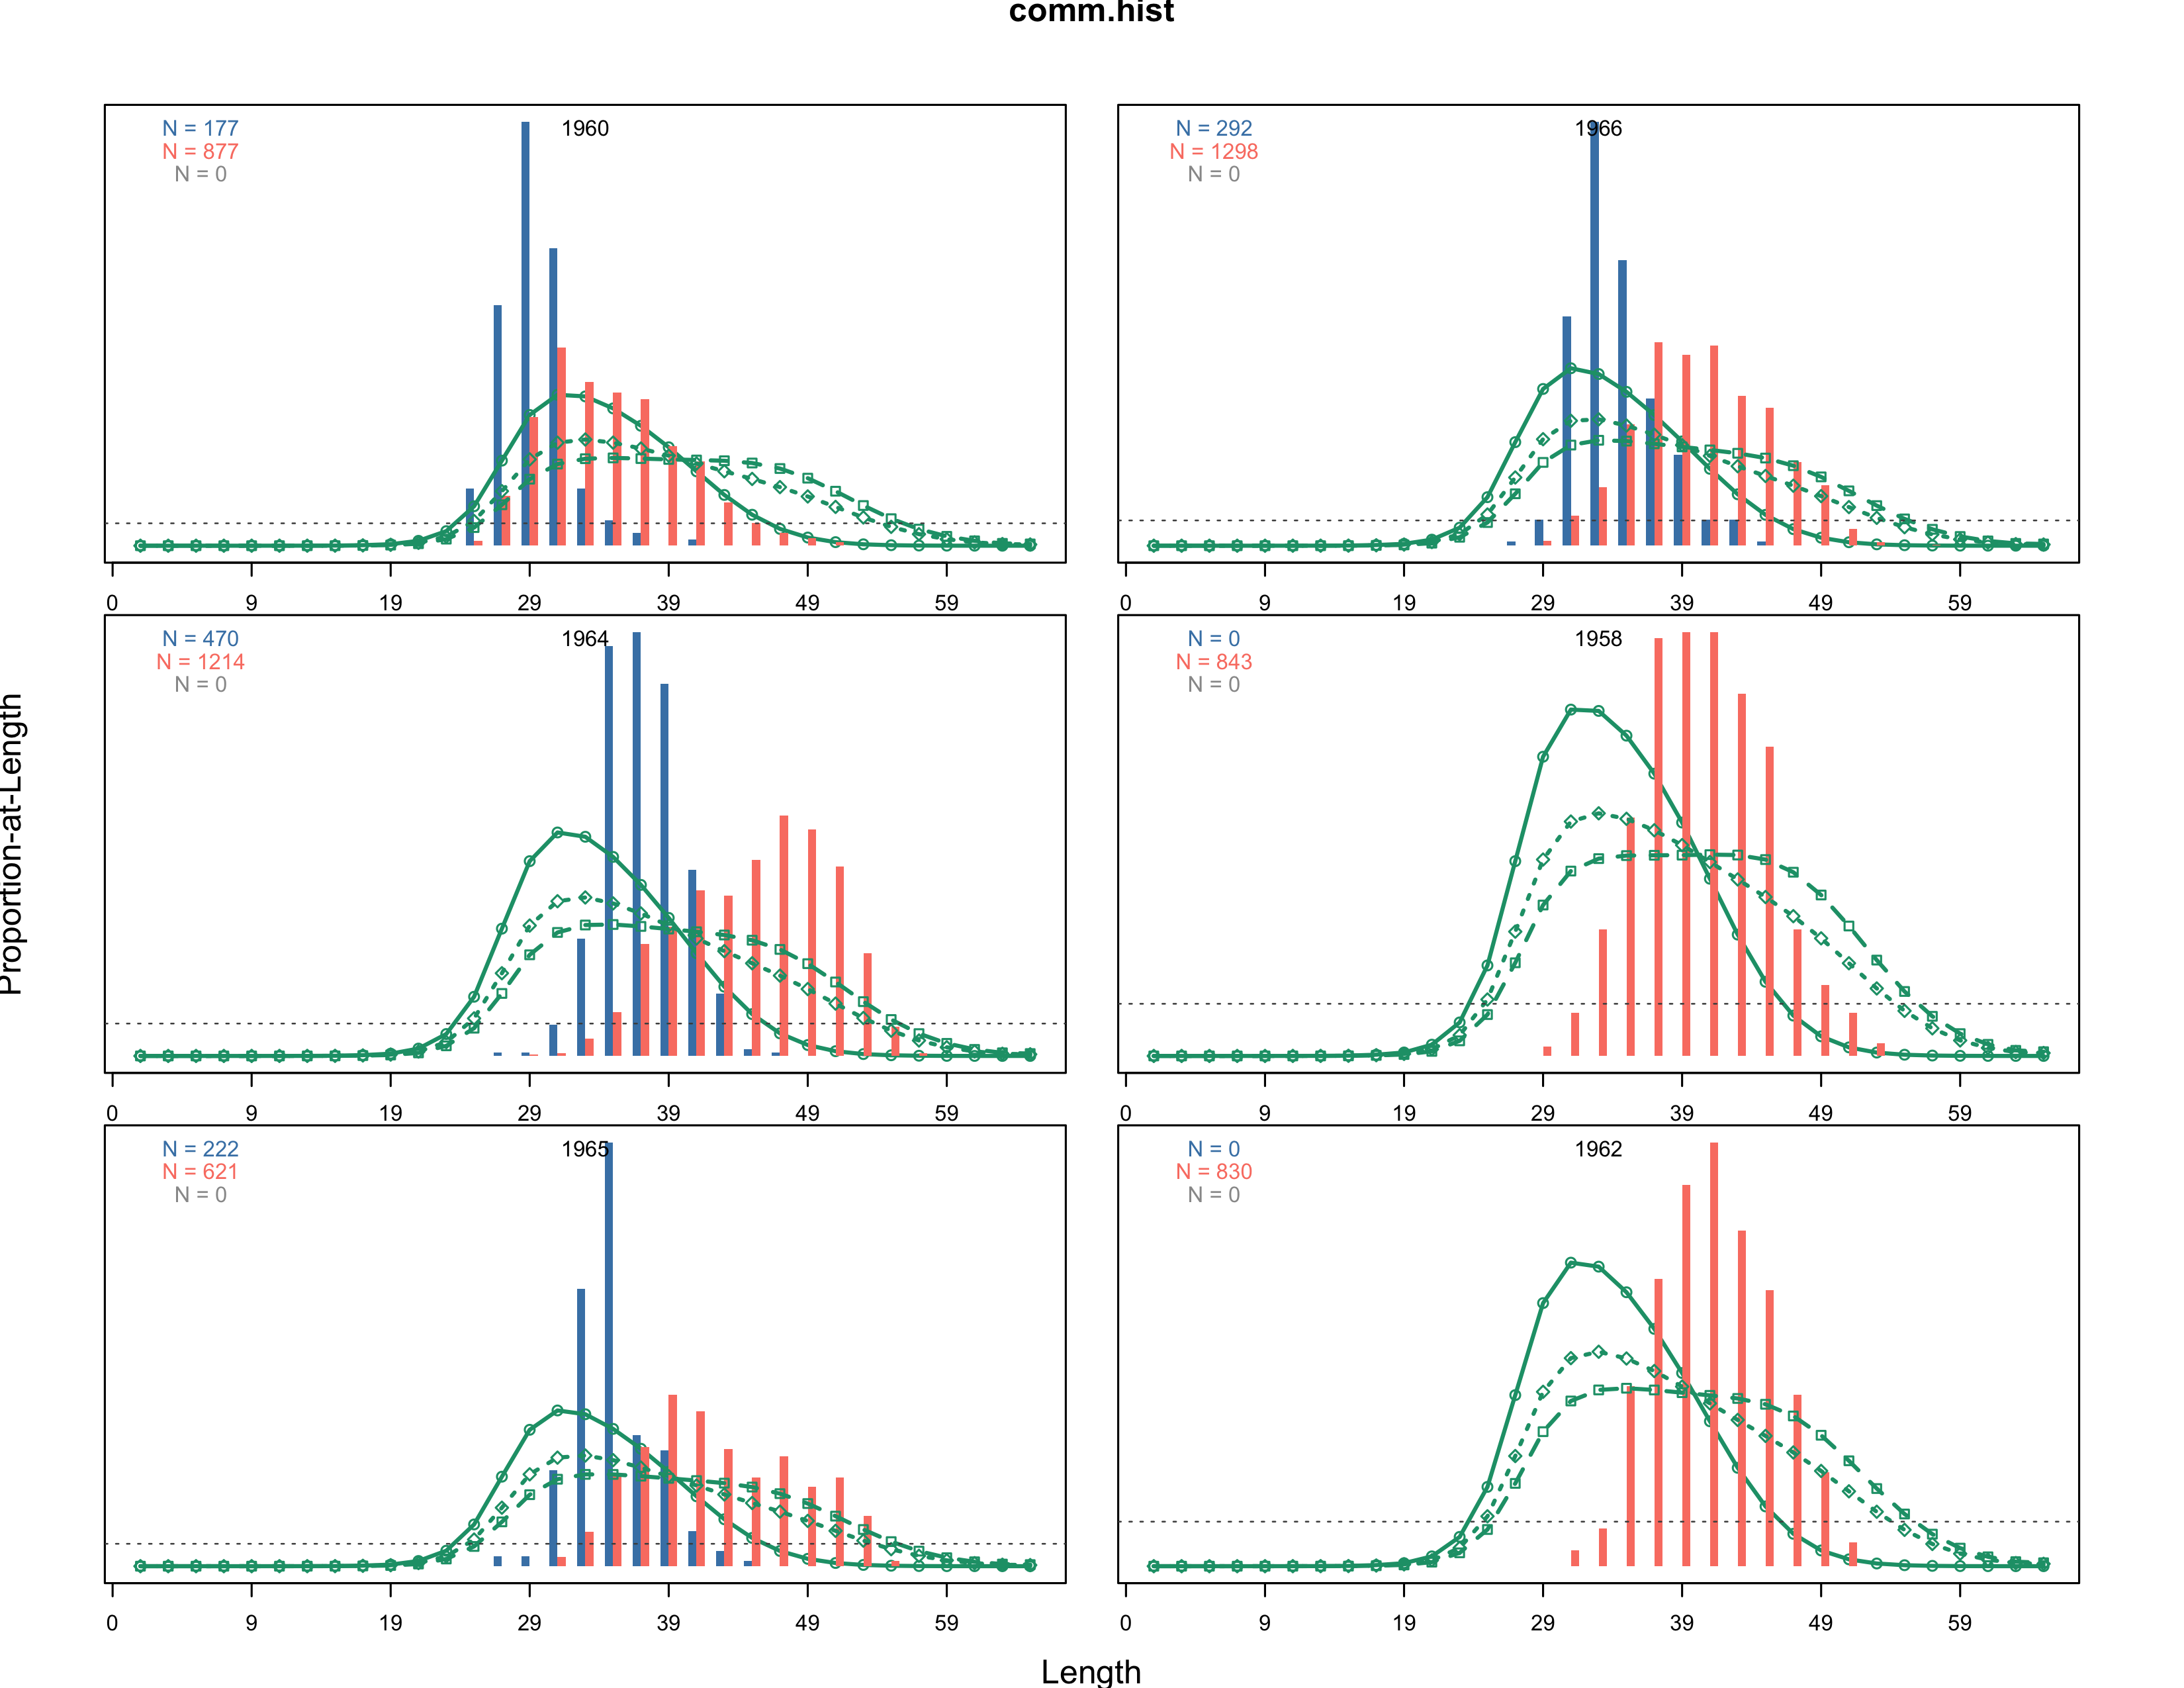 comm.hist
N = 177
N = 877
N = 0
1960
0 9 19 29 39 49 59
N = 292
N = 1298
N = 0
1966
0 9 19 29 39 49 59
N = 470
N = 1214
N = 0
1964
0 9 19 29 39 49 59
N = 0
N = 843
N = 0
1958
0 9 19 29 39 49 59
N = 222
N = 621
N = 0
1965
0 9 19 29 39 49 59
N = 0
N = 830
N = 0
1962
0 9 19 29 39 49 59
Proportion-at-Length
Length